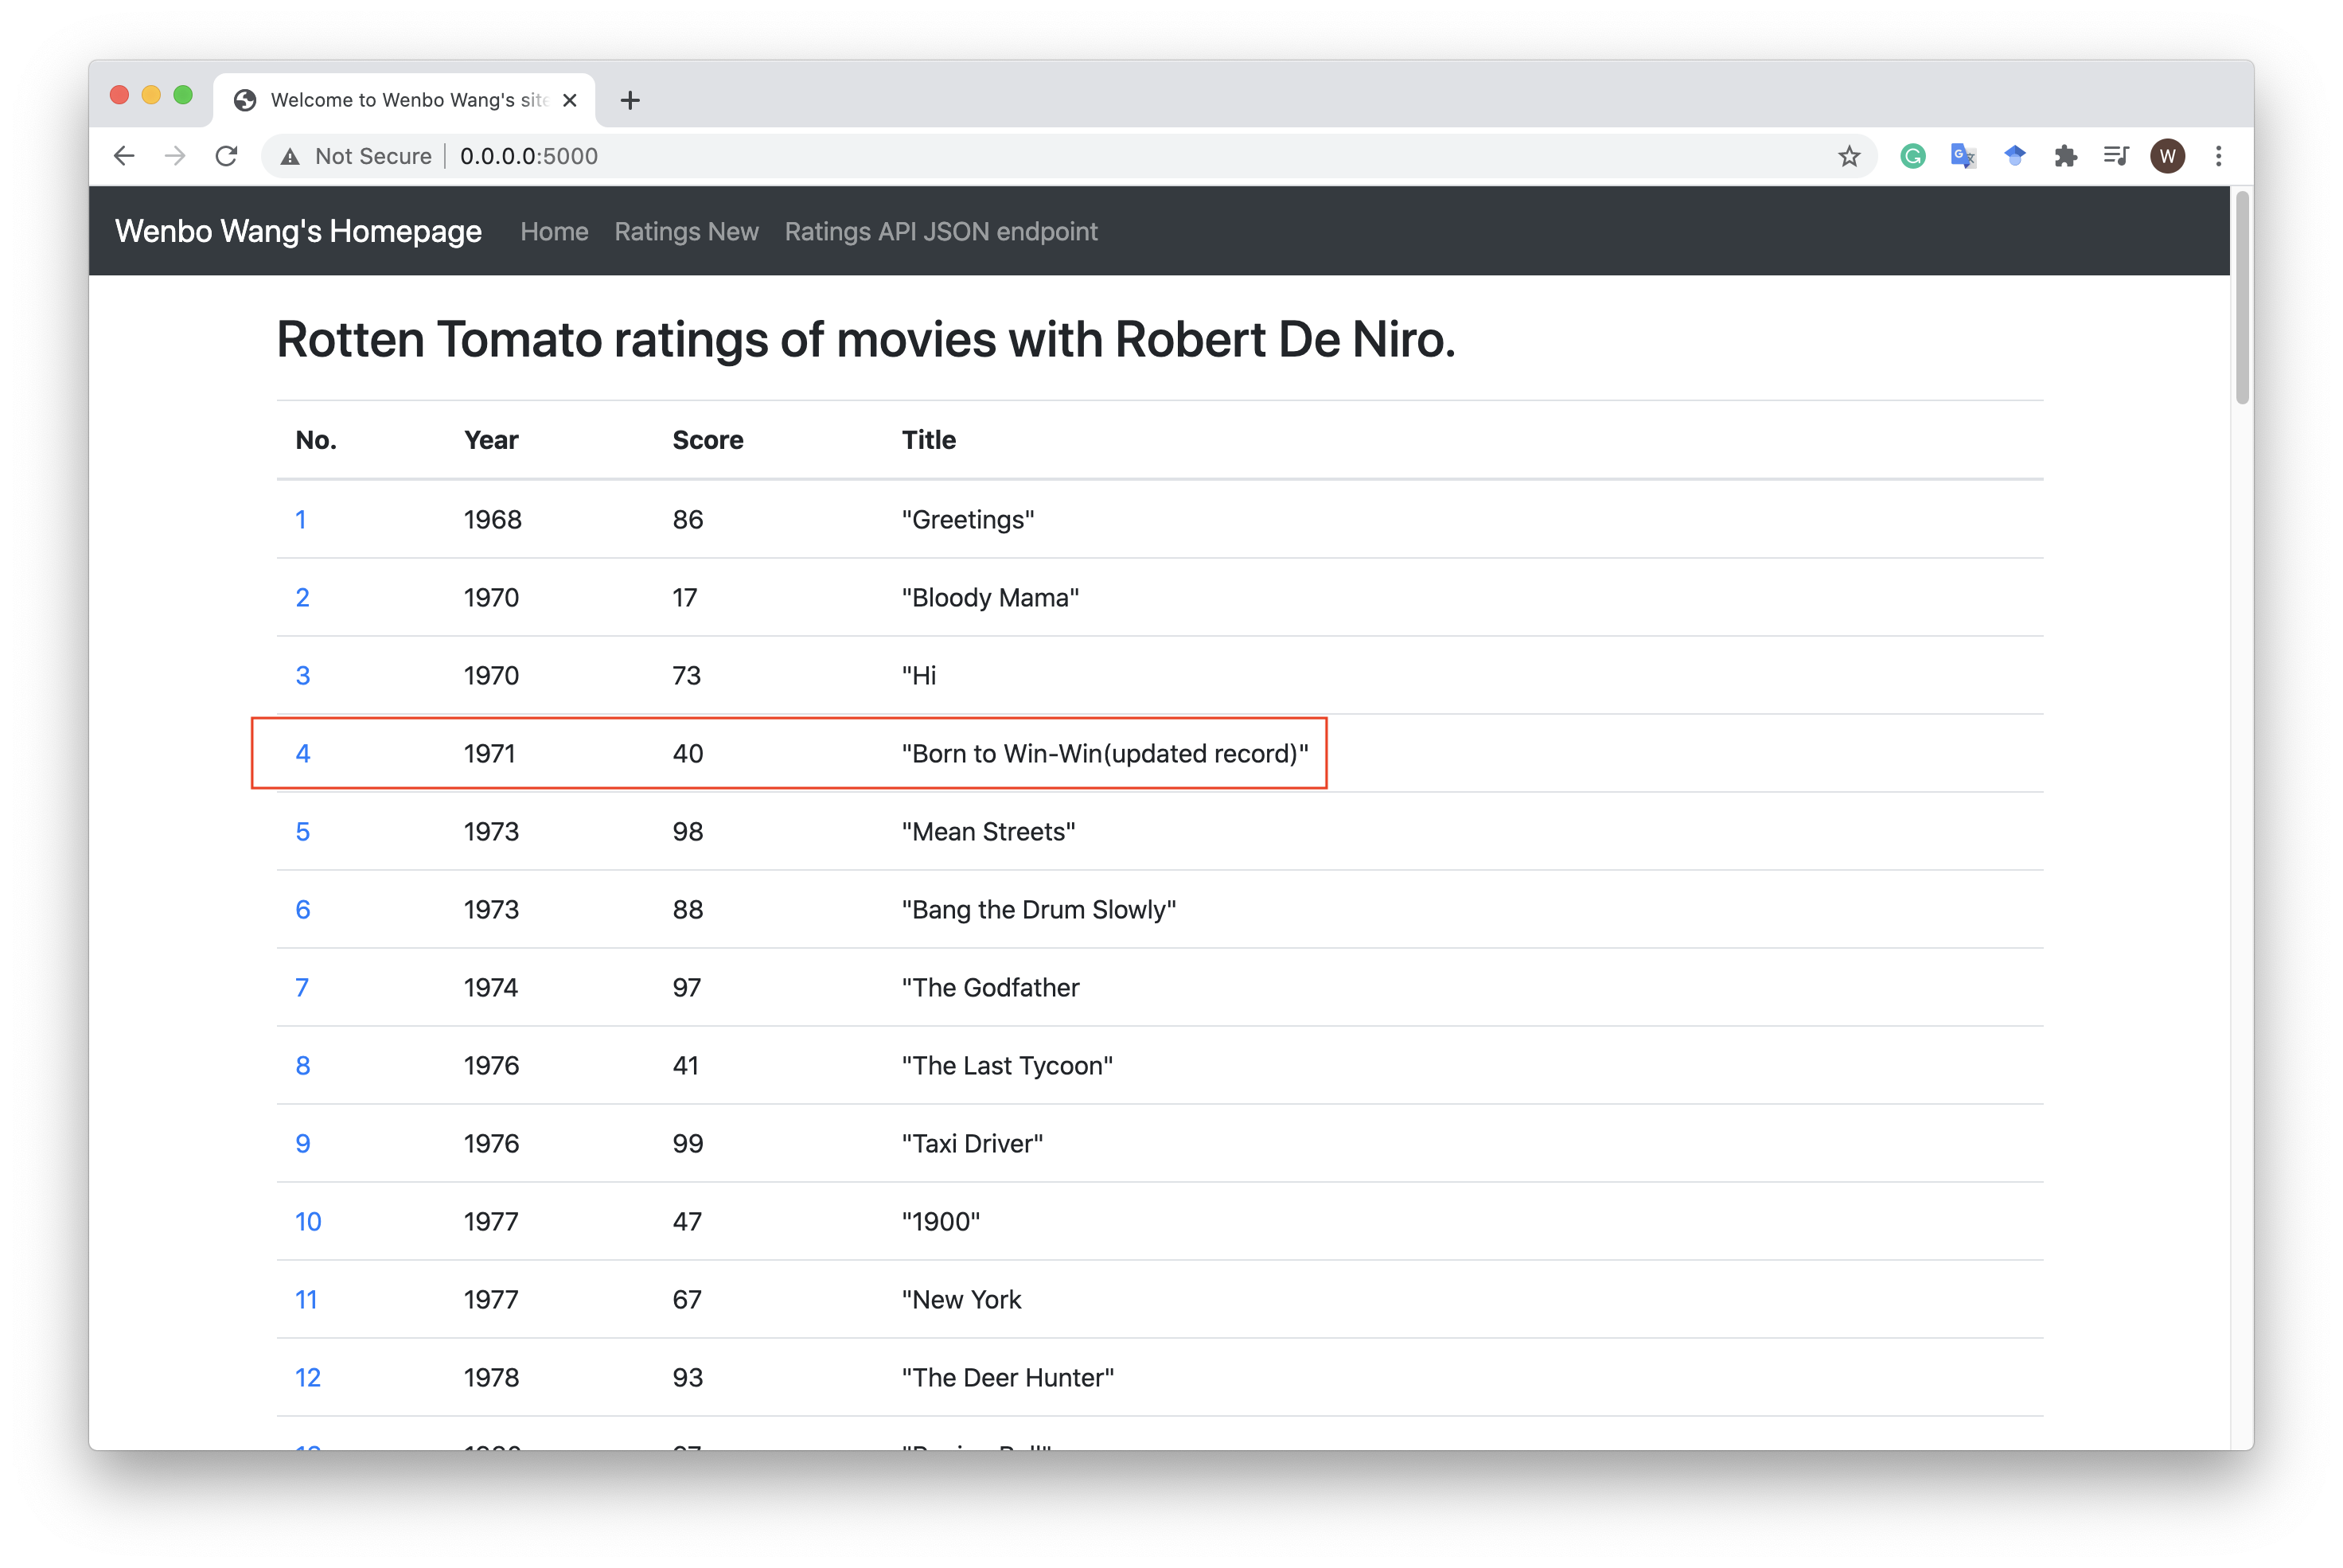 Welcome to Wenbo Wang's site
Not Secure | 0.0.0.0:5000
W
Wenbo Wang's Homepage Home Ratings New Ratings API JSON endpoint
Rotten Tomato ratings of movies with Robert De Niro.
No. Year Score Title
1 1968 86 "Greetings"
2 1970 17 "Bloody Mama"
3 1970 73 "Hi
4 1971 40 "Born to Win-Win(updated record)"
5 1973 98 "Mean Streets"
6 1973 88 "Bang the Drum Slowly"
7 1974 97 "The Godfather
8 1976 41 "The Last Tycoon"
9 1976 99 "Taxi Driver"
10 1977 47 "1900"
11 1977 67 "New York
12 1978 93 "The Deer Hunter"